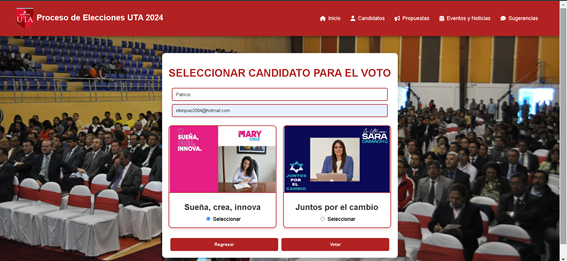 UTA
Proceso de Elecciones UTA 2024
Inicio
Candidatos
Propuestas
Eventos y Noticias
Sugerencias
SELECCIONAR CANDIDATO PARA EL VOTO
Patricio
elkinjoac2004@hotmail.com
SUEÑA,
CREA,
INNOVA.
MARY
CRUZ
SARA
CAMACHO
JUNTOS
POR EL
CAMBIO
Sueña, crea, innova
Seleccionar
Juntos por el cambio
Seleccionar
Regresar
Votar